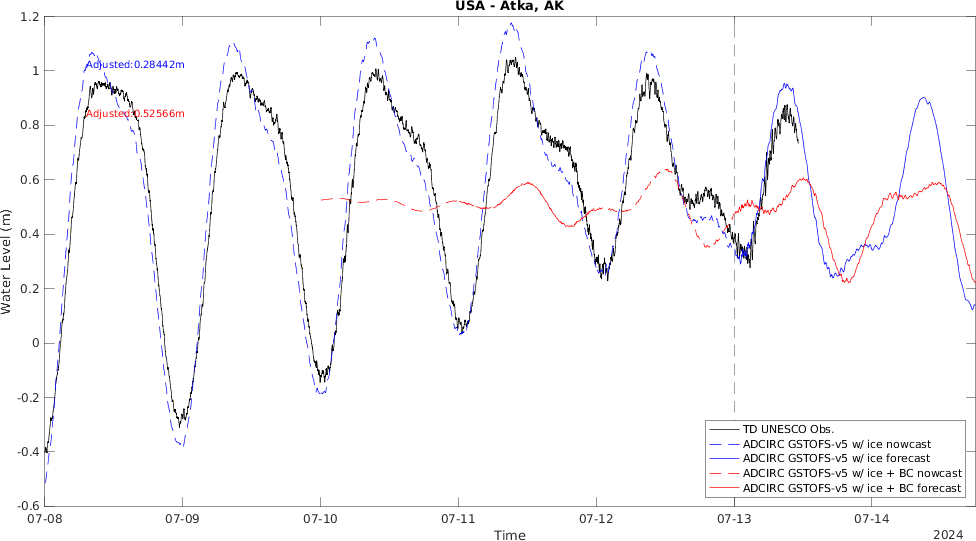 USA - Atka, AK
1.2
1
0.8
0.6
0.4
0.2
0
-0.2
-0.4
-0.6
Water Level (m)
Adjusted:0.28442m
Adjusted:0.52566m
TD UNESCO Obs.
ADCIRC GSTOFS-v5 w/ ice nowcast
ADCIRC GSTOFS-v5 w/ ice forecast
ADCIRC GSTOFS-v5 w/ ice + BC nowcast
ADCIRC GSTOFS-v5 w/ ice + BC forecast
07-08 07-09 07-10 07-11 07-12 07-13 07-14
Time
2024